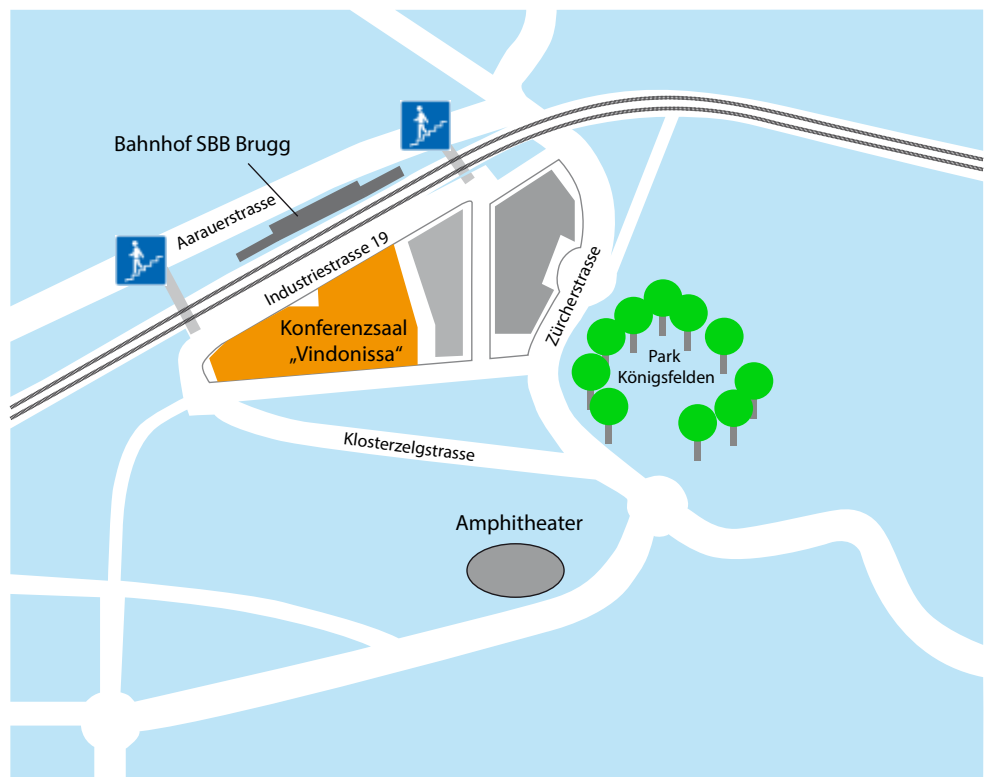 Bahnhof SBB Brugg
Aarauerstrasse
Industriestrasse 19
Konferenzsaal
„Vindonissa“
Zürcherstrasse
Park
Königsfelden
Klosterzelgstrasse
Amphitheater